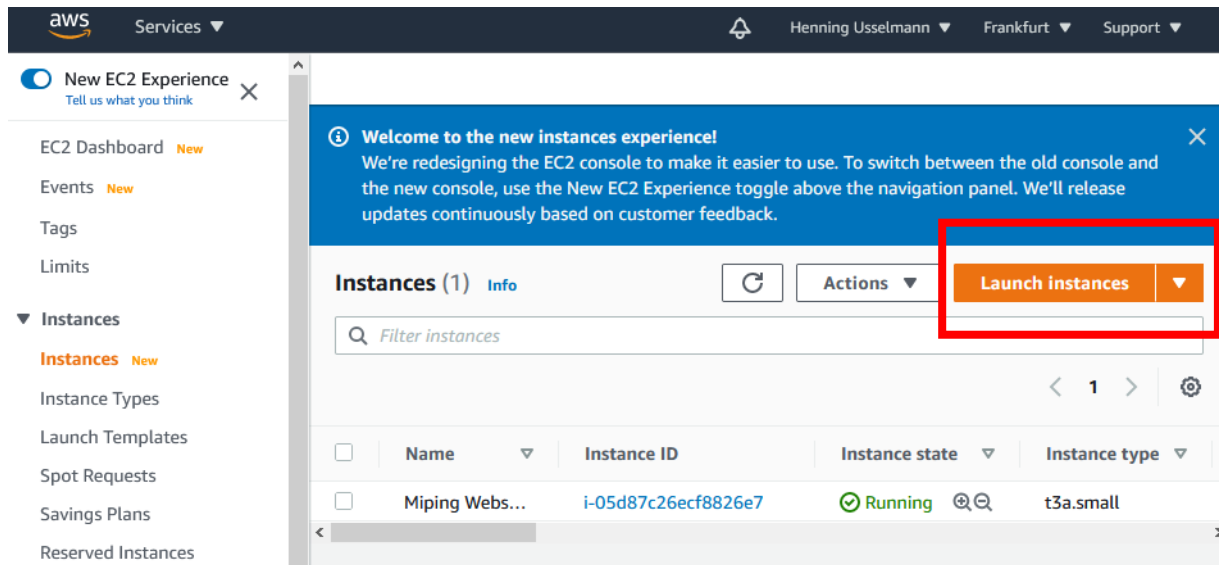 aws Services Henning Usselmann Frankfurt Support
New EC2 Experience
Tell us what you think
EC2 Dashboard New
Events New
Tags
Limits
Instances
Instances New
Instance Types
Launch Templates
Spot Requests
Savings Plans
Reserved Instances
Welcome to the new instances experience!
We're redesigning the EC2 console to make it easier to use. To switch between the old console and
the new console, use the New EC2 Experience toggle above the navigation panel. We'll release
updates continuously based on customer feedback.
Instances (1) Info Actions Launch instances
Filter instances
1
Name Instance ID Instance state Instance type
Miping Webs... i-05d87c26ecf8826e7 Running t3a.small